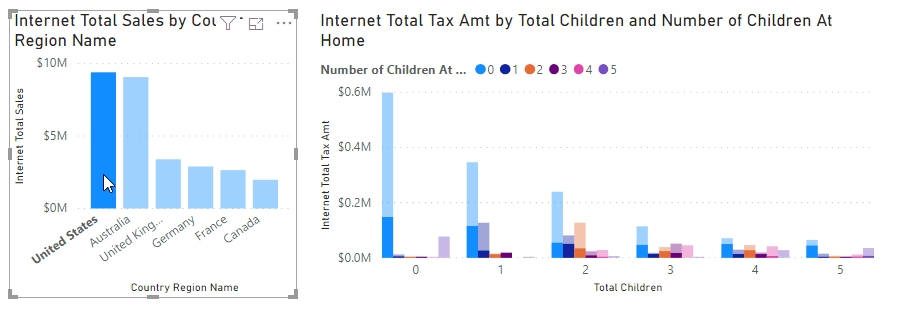 Internet Total Sales by Cou
Region Name
$10M
$5M
$0M
Internet Total Sales
United States
Australia
United King...
Germany
France
Canada
Country Region Name
Internet Total Tax Amt by Total Children and Number of Children At
Home
Number of Children At ... 0 1 2 3 4 5
$0.6M
$0.4M
$0.2M
$0.0M
Internet Total Tax Amt
0 1 2 3 4 5
Total Children